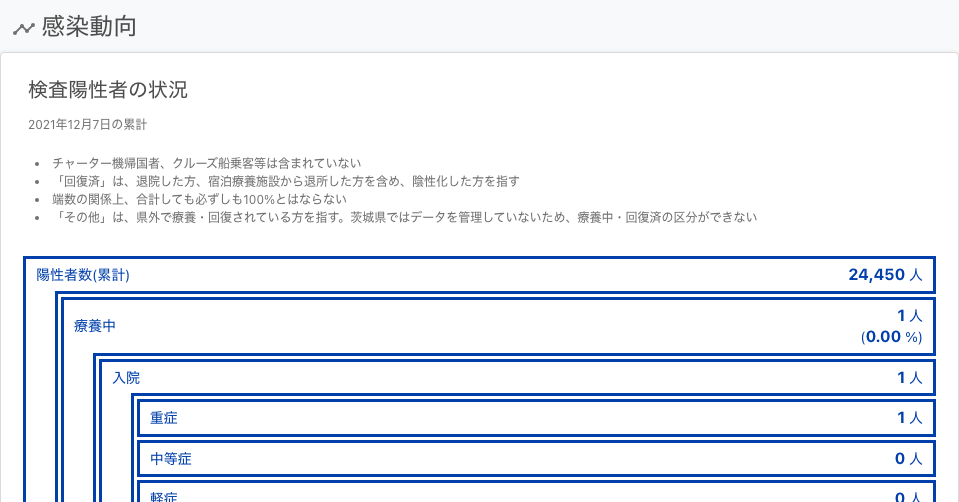 感染動向
検査陽性者の状況
2021年12月7日の累計
• チャーター機帰国者、クルーズ船乗客等は含まれていない
• 「回復済」は、退院した方、宿泊療養施設から退所した方を含め、陰性化した方を指す
• 端数の関係上、合計しても必ずしも100%とはならない
• 「その他」は、県外で療養・回復されている方を指す。茨城県ではデータを管理していないため、療養中・回復済の区分ができない
陽性者数(累計) 24,450 人
療養中 1 人
(0.00 %)
入院 1 人
重症 1 人
中等症 0 人
軽症 0 人